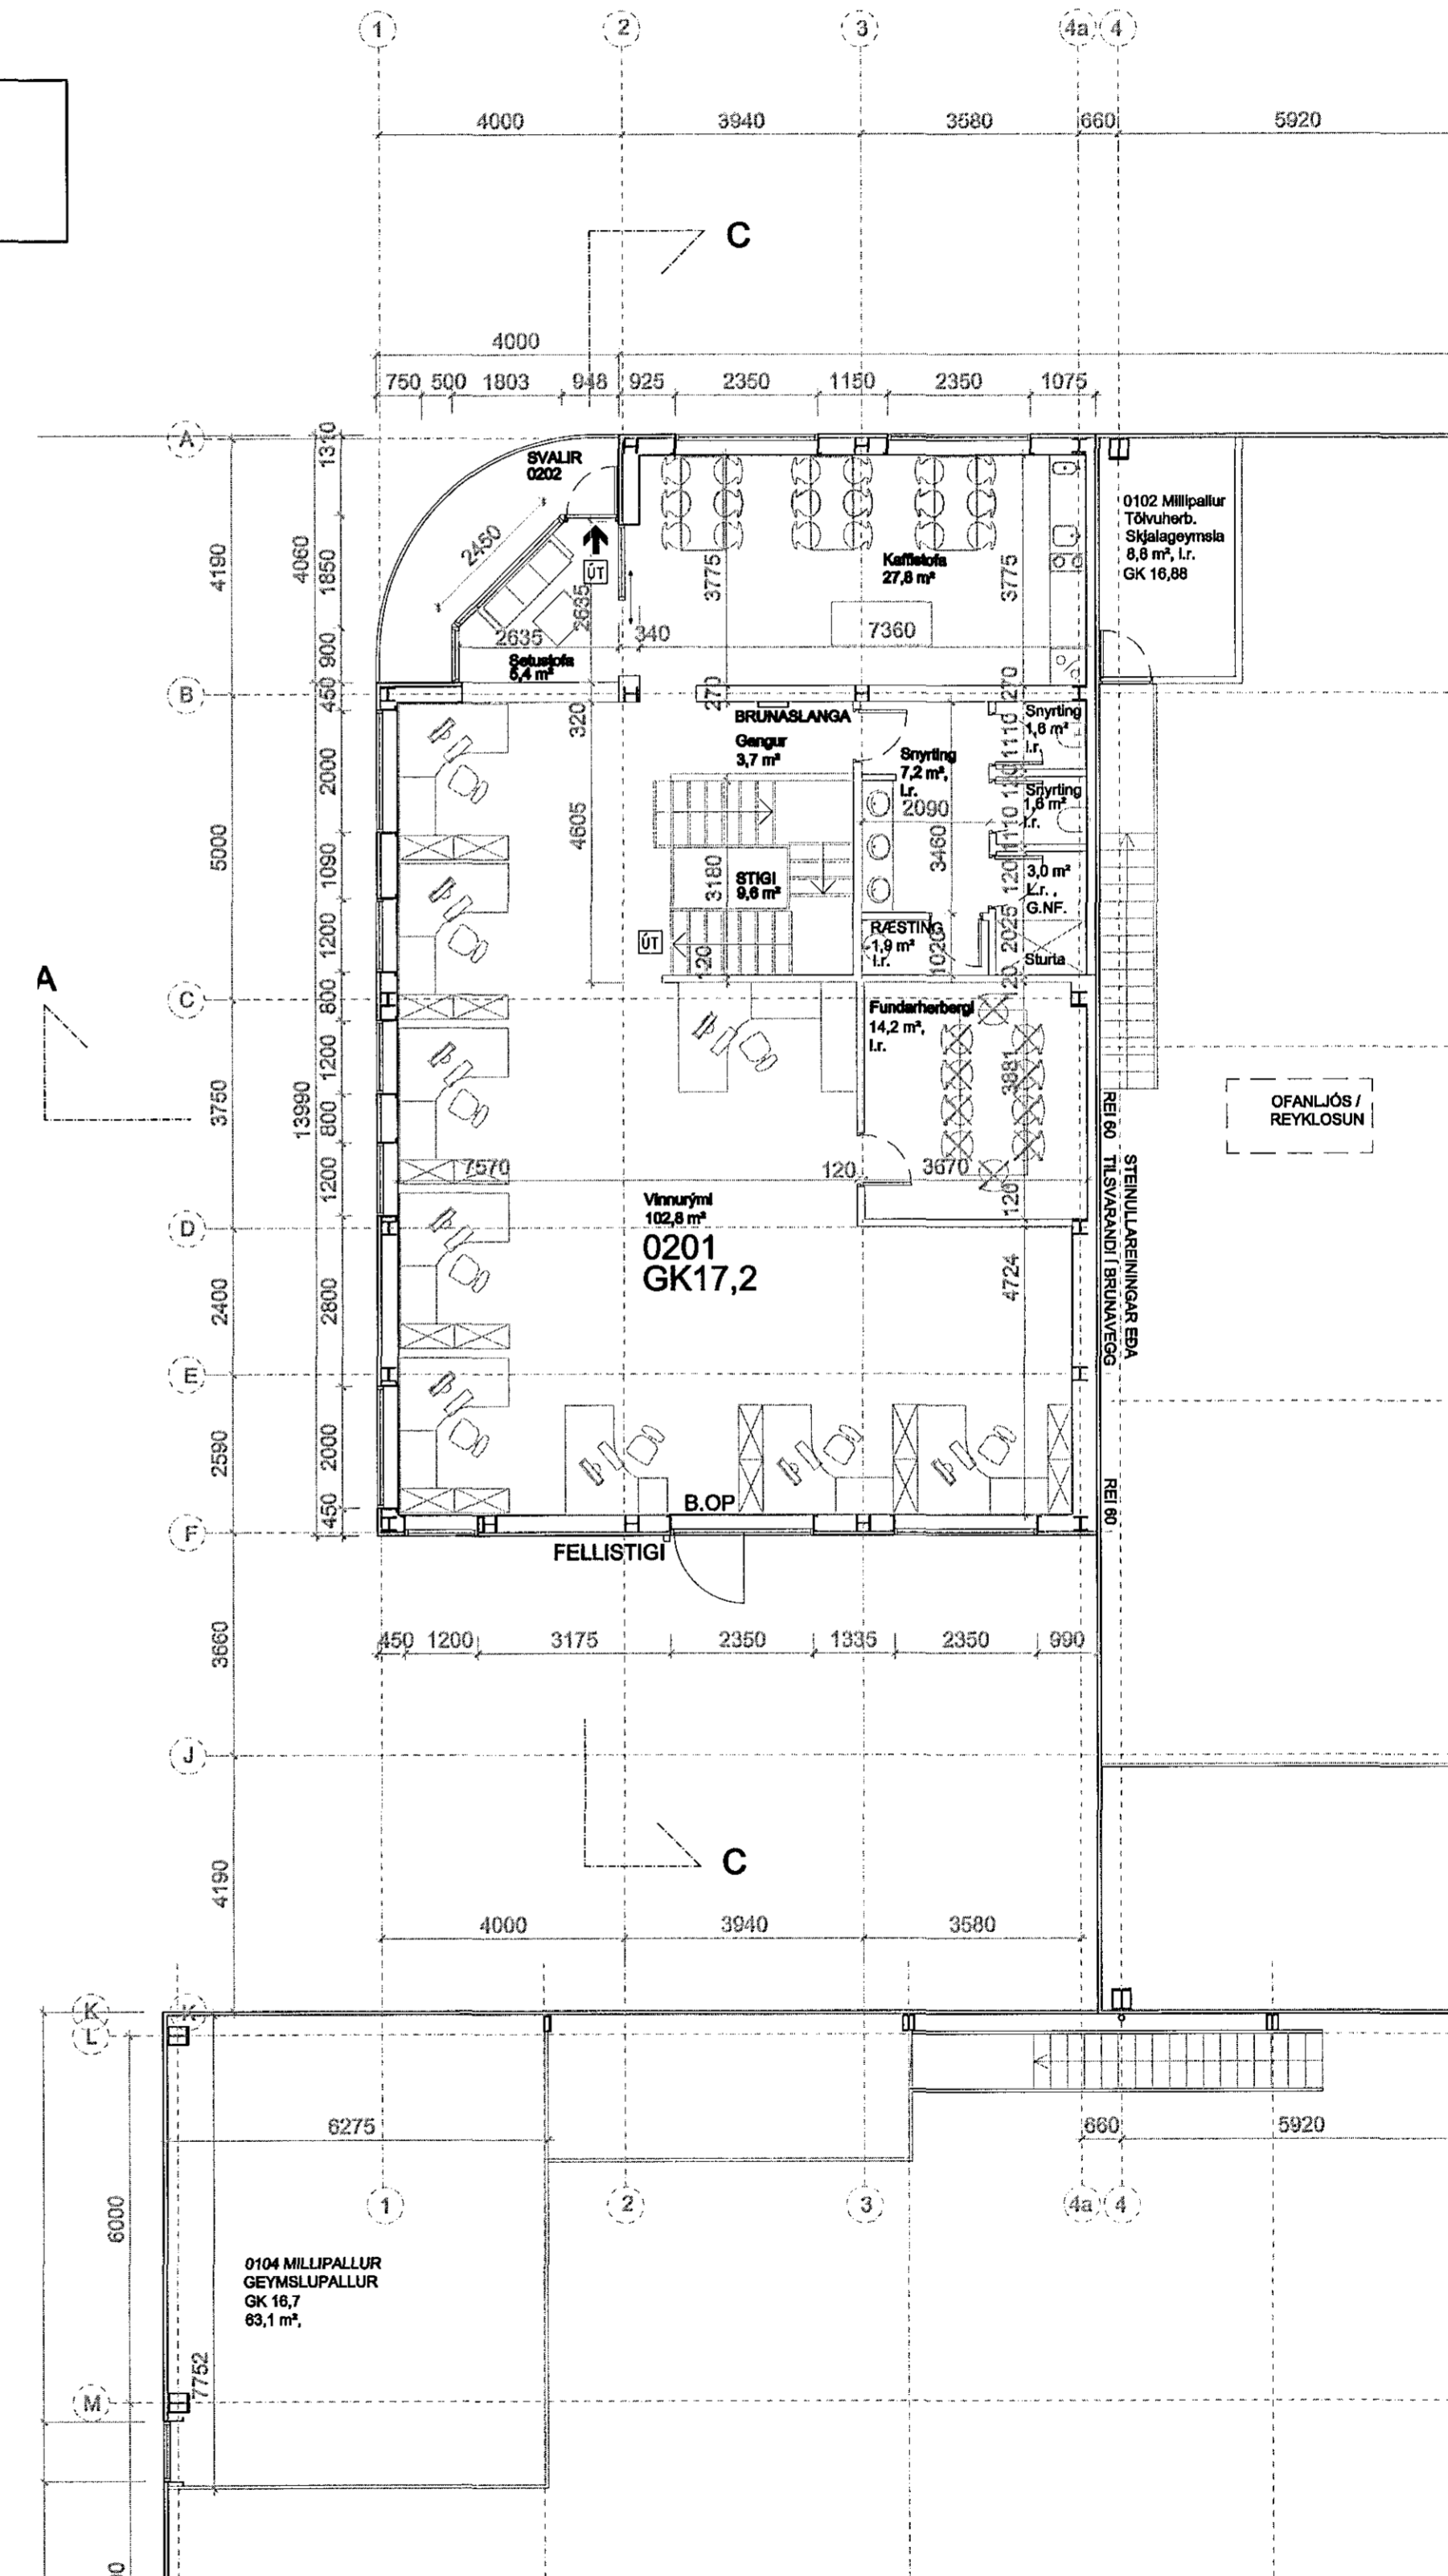 1 2 3 4a 4
4000 3940 3580 660 5920
C
4000
750 500 1803 948 925 2350 1150 2350 1075
A
1310
SVALIR
0202
0102 Millipallur
Tölvuherb.
Skjalageymsla
8,8 m², l.r.
GK 16,88
4190
4060
1850
2450
ÚT
2635
3775
Kaffistofa
27,8 m²
3775
900
2635
340
7360
Setustofa
5,4 m²
B
450
270
270
320
BRUNASLANGA
Gangur
3,7 m²
Snyrting
7,2 m²,
l.r.
2090
Snyrting
1,6 m²
l.r.
1110
120
Snyrting
1,6 m²
l.r.
1110
5000
2000
4605
1090
3180
STIGI
9,6 m²
3460
120
3,0 m²
L.r. ,
G.NF.
1200
ÚT
120
RÆSTING
1,9 m²
l.r.
1020
2025
Sturta
120
A
C
800
Fundarherbergi
14,2 m²,
l.r.
3881
1200
3750
13990
800
OFANLJÓS /
REYKLOSUN
REI 60
TILSVARANDI Í BRUNAVEGG
STEINULLAREININGAR EÐA
1200
7570
120
3670
120
Vinnurými
102,8 m²
0201
GK17,2
D
2400
2800
4724
E
2590
2000
REI 60
450
B.OP
F
FELLISTIGI
3660
450 1200 3175 2350 1335 2350 990
J
C
4190
4000 3940 3580
K K
L
6275
660 5920
1 2 3 4a 4
6000
0104 MILLIPALLUR
GEYMSLUPALLUR
GK 16,7
63,1 m²,
7752
M